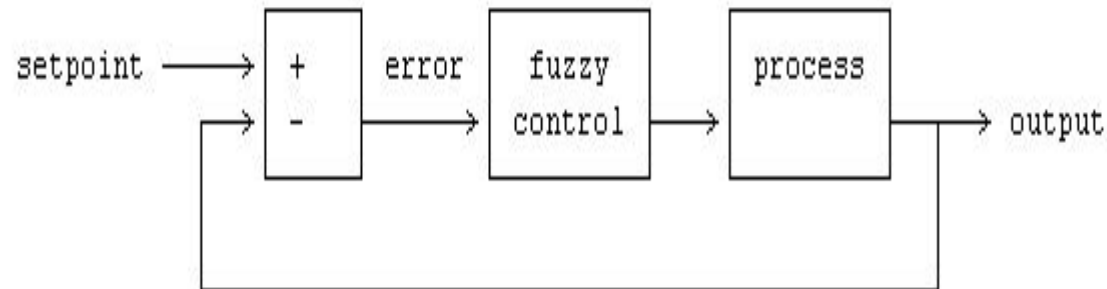 setpoint
+
-
error
fuzzy
control
process
output